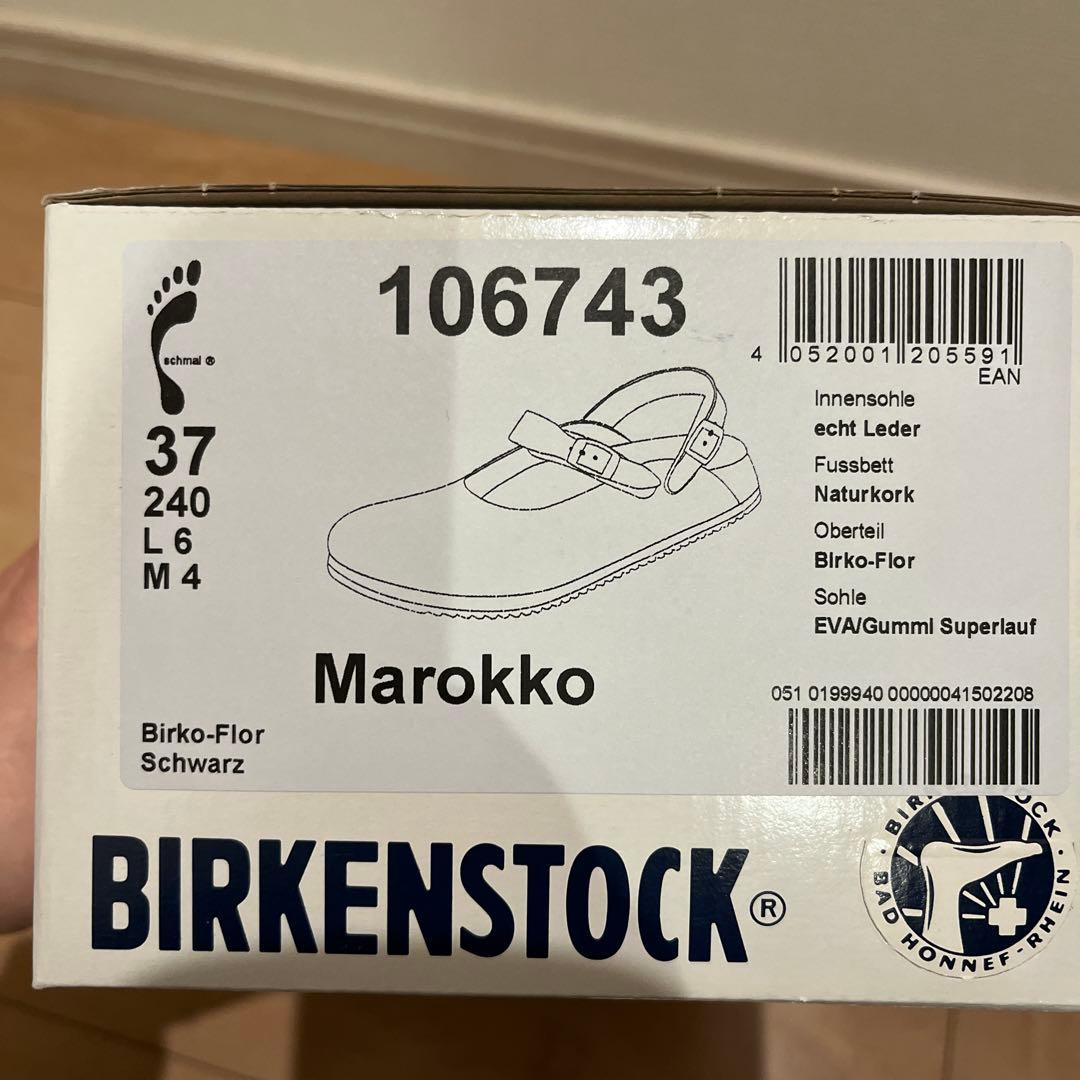 schmal ®
37
240
L 6
M 4
106743
4 052001 205591
EAN
Innensohle
echt Leder
Fussbett
Naturkork
Oberteil
Birko-Flor
Sohle
EVA/Gummi Superlauf
051 0199940 00000041502208
Marokko
Birko-Flor
Schwarz
BIRKENSTOCK®
BAD HONNEF-RHEIN